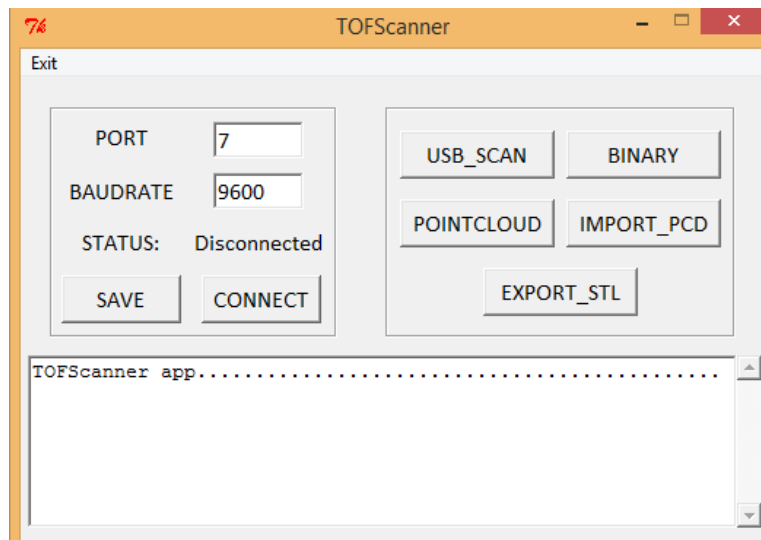 TOFScanner
Exit
PORT 7
BAUDRATE 9600
STATUS: Disconnected
SAVE CONNECT
USB_SCAN BINARY
POINTCLOUD IMPORT_PCD
EXPORT_STL
TOFScanner app.............................................